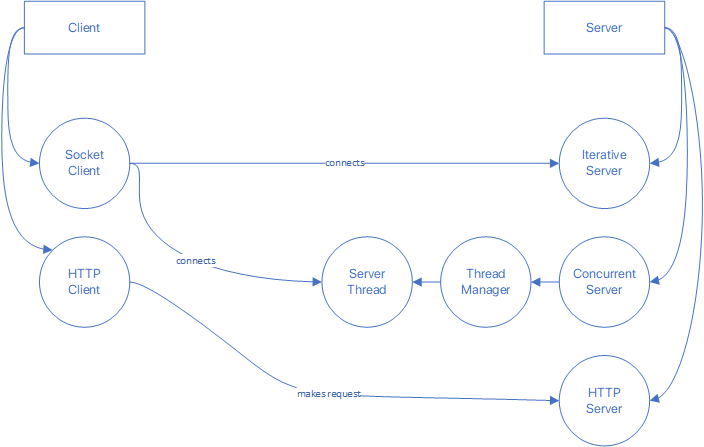 Client
Server
Socket
Client
connects
Iterative
Server
connects
HTTP
Client
Server
Thread
Thread
Manager
Concurrent
Server
makes request
HTTP
Server